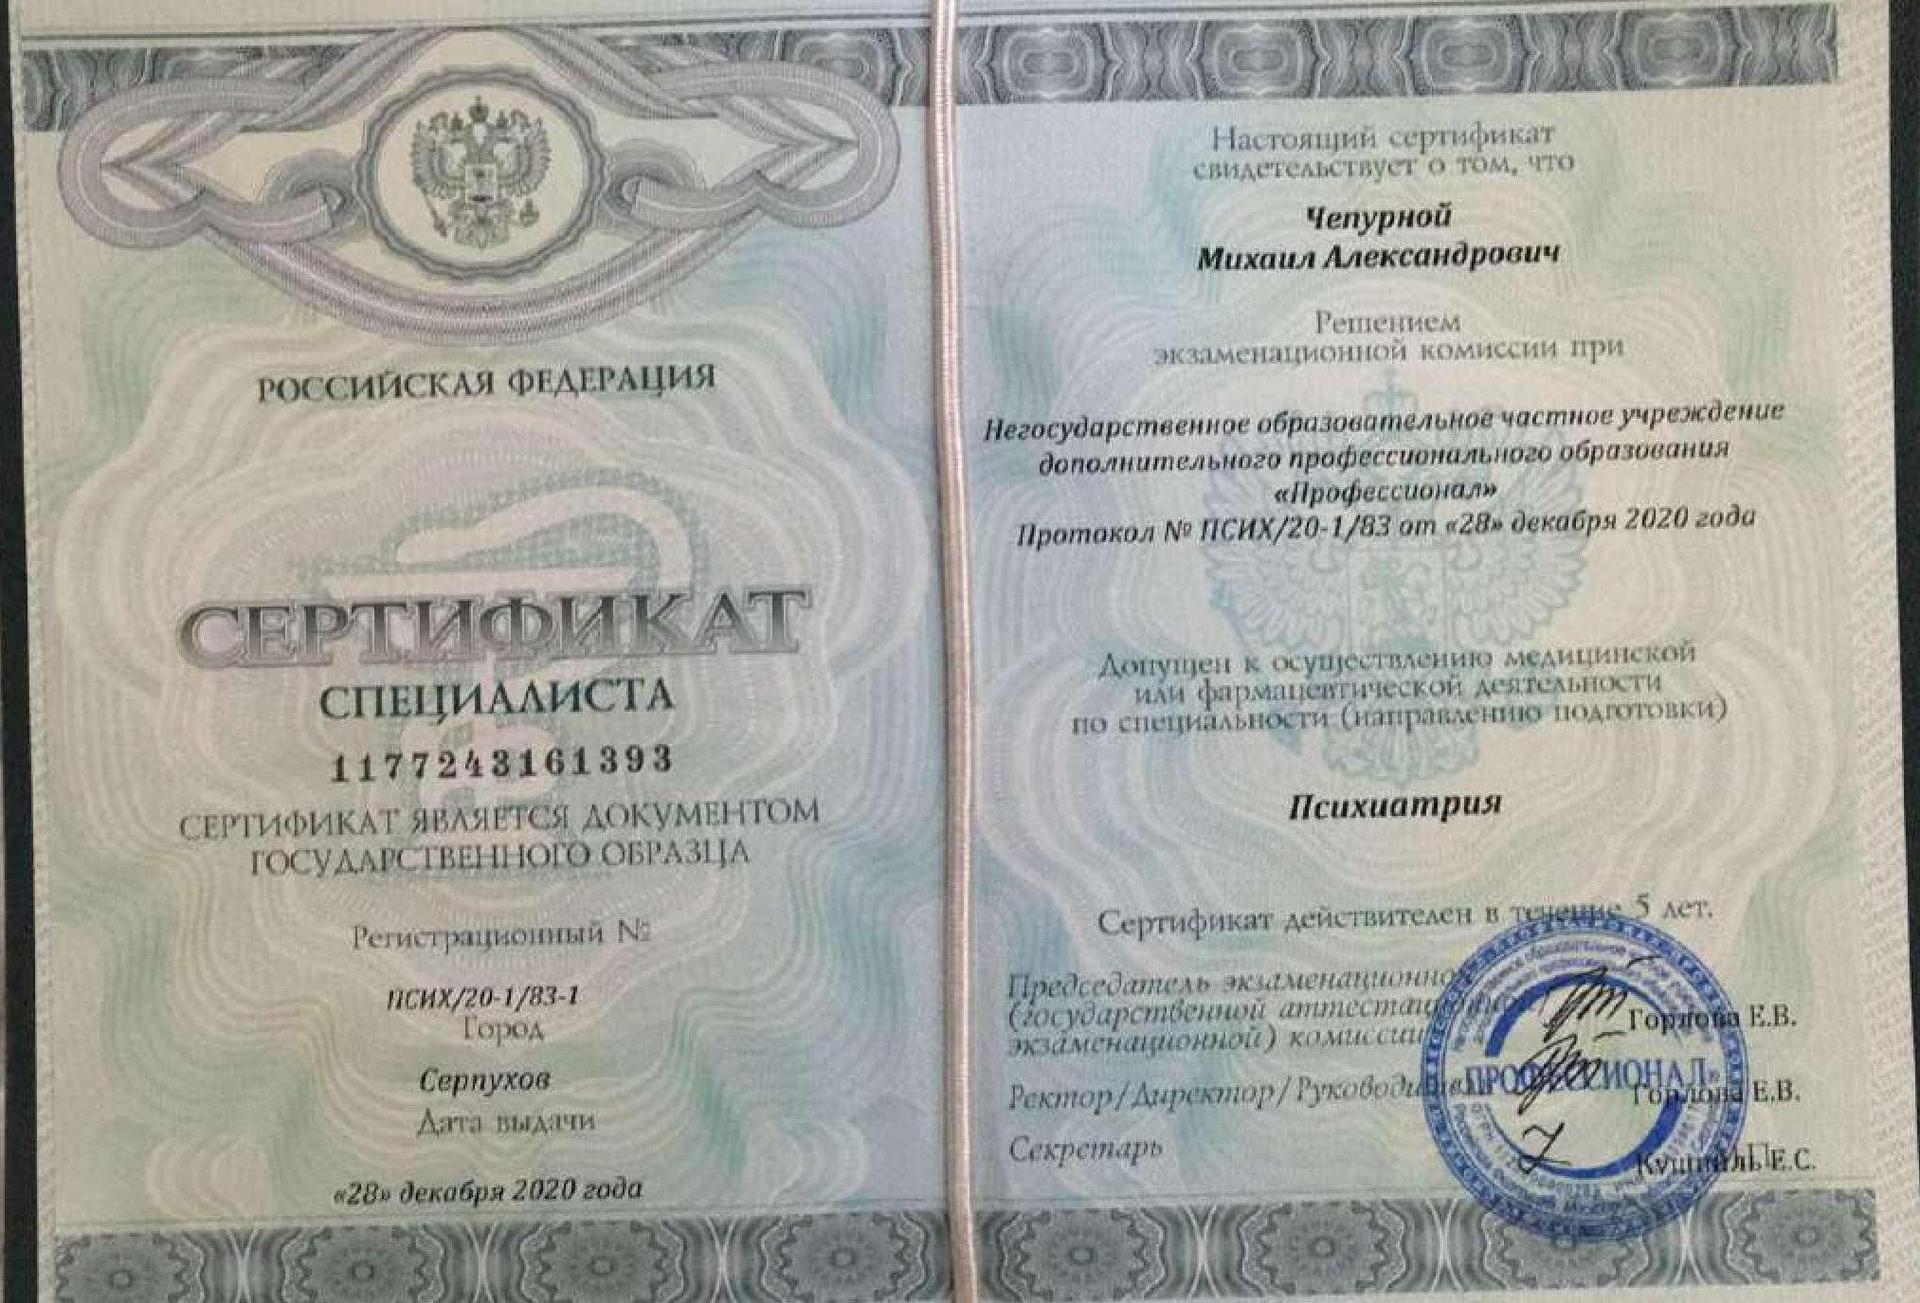 РОССИЙСКАЯ ФЕДЕРАЦИЯ
СЕРТИФИКАТ
СПЕЦИАЛИСТА
1177243161393
СЕРТИФИКАТ ЯВЛЯЕТСЯ ДОКУМЕНТОМ
ГОСУДАРСТВЕННОГО ОБРАЗЦА
Регистрационный №
ПСИХ/20-1/83-1
Город
Серпухов
Дата выдачи
«28» декабря 2020 года
Настоящий сертификат
свидетельствует о том, что
Чепурной
Михаил Александрович
Решением
экзаменационной комиссии при
Негосударственное образовательное частное учреждение
дополнительного профессионального образования
«Профессионал»
Протокол № ПСИХ/20-1/83 от «28» декабря 2020 года
Допущен к осуществлению медицинской
или фармацевтической деятельности
по специальности (направлению подготовки)
Психиатрия
Сертификат действителен в течение 5 лет.
Председатель экзаменационной
(государственной аттестационной
экзаменационной) комиссии
Горлова Е.В.
Ректор/Директор/Руководитель
Горлова Е.В.
Секретарь
Е.С.
«ПРОФЕССИОНАЛ»